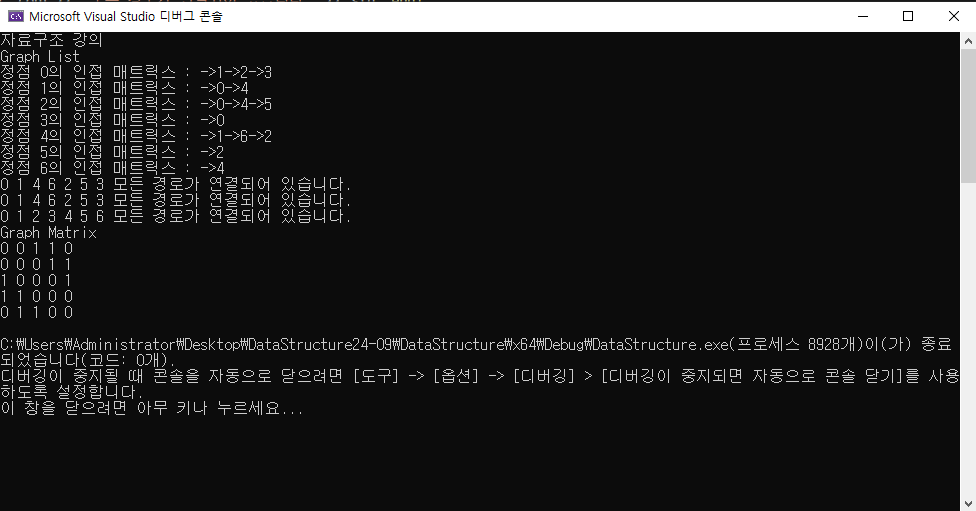 Microsoft Visual Studio 디버그 콘솔
자료구조 강의
Graph List
정점 0의 인접 매트릭스 : ->1->2->3
정점 1의 인접 매트릭스 : ->0->4
정점 2의 인접 매트릭스 : ->0->4->5
정점 3의 인접 매트릭스 : ->0
정점 4의 인접 매트릭스 : ->1->6->2
정점 5의 인접 매트릭스 : ->2
정점 6의 인접 매트릭스 : ->4
0 1 4 6 2 5 3 모든 경로가 연결되어 있습니다.
0 1 4 6 2 5 3 모든 경로가 연결되어 있습니다.
0 1 2 3 4 5 6 모든 경로가 연결되어 있습니다.
Graph Matrix
0 0 1 1 0
0 0 0 1 1
1 0 0 0 1
1 1 0 0 0
0 1 1 0 0
C:\Users\Administrator\Desktop\DataStructure24-09\DataStructure\x64\Debug\DataStructure.exe(프로세스 8928개)이(가) 종료
되었습니다(코드: 0개).
디버깅이 중지될 때 콘솔을 자동으로 닫으려면 [도구] -> [옵션] -> [디버깅] > [디버깅이 중지되면 자동으로 콘솔 닫기]를 사용
하도록 설정합니다.
이 창을 닫으려면 아무 키나 누르세요...